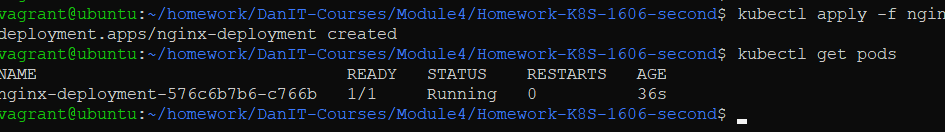 vagrant@ubuntu:~/homework/DanIT-Courses/Module4/Homework-K8S-1606-second$ kubectl apply -f ngin
deployment.apps/nginx-deployment created
vagrant@ubuntu:~/homework/DanIT-Courses/Module4/Homework-K8S-1606-second$ kubectl get pods
NAME READY STATUS RESTARTS AGE
nginx-deployment-576c6b7b6-c766b 1/1 Running 0 36s
vagrant@ubuntu:~/homework/DanIT-Courses/Module4/Homework-K8S-1606-second$